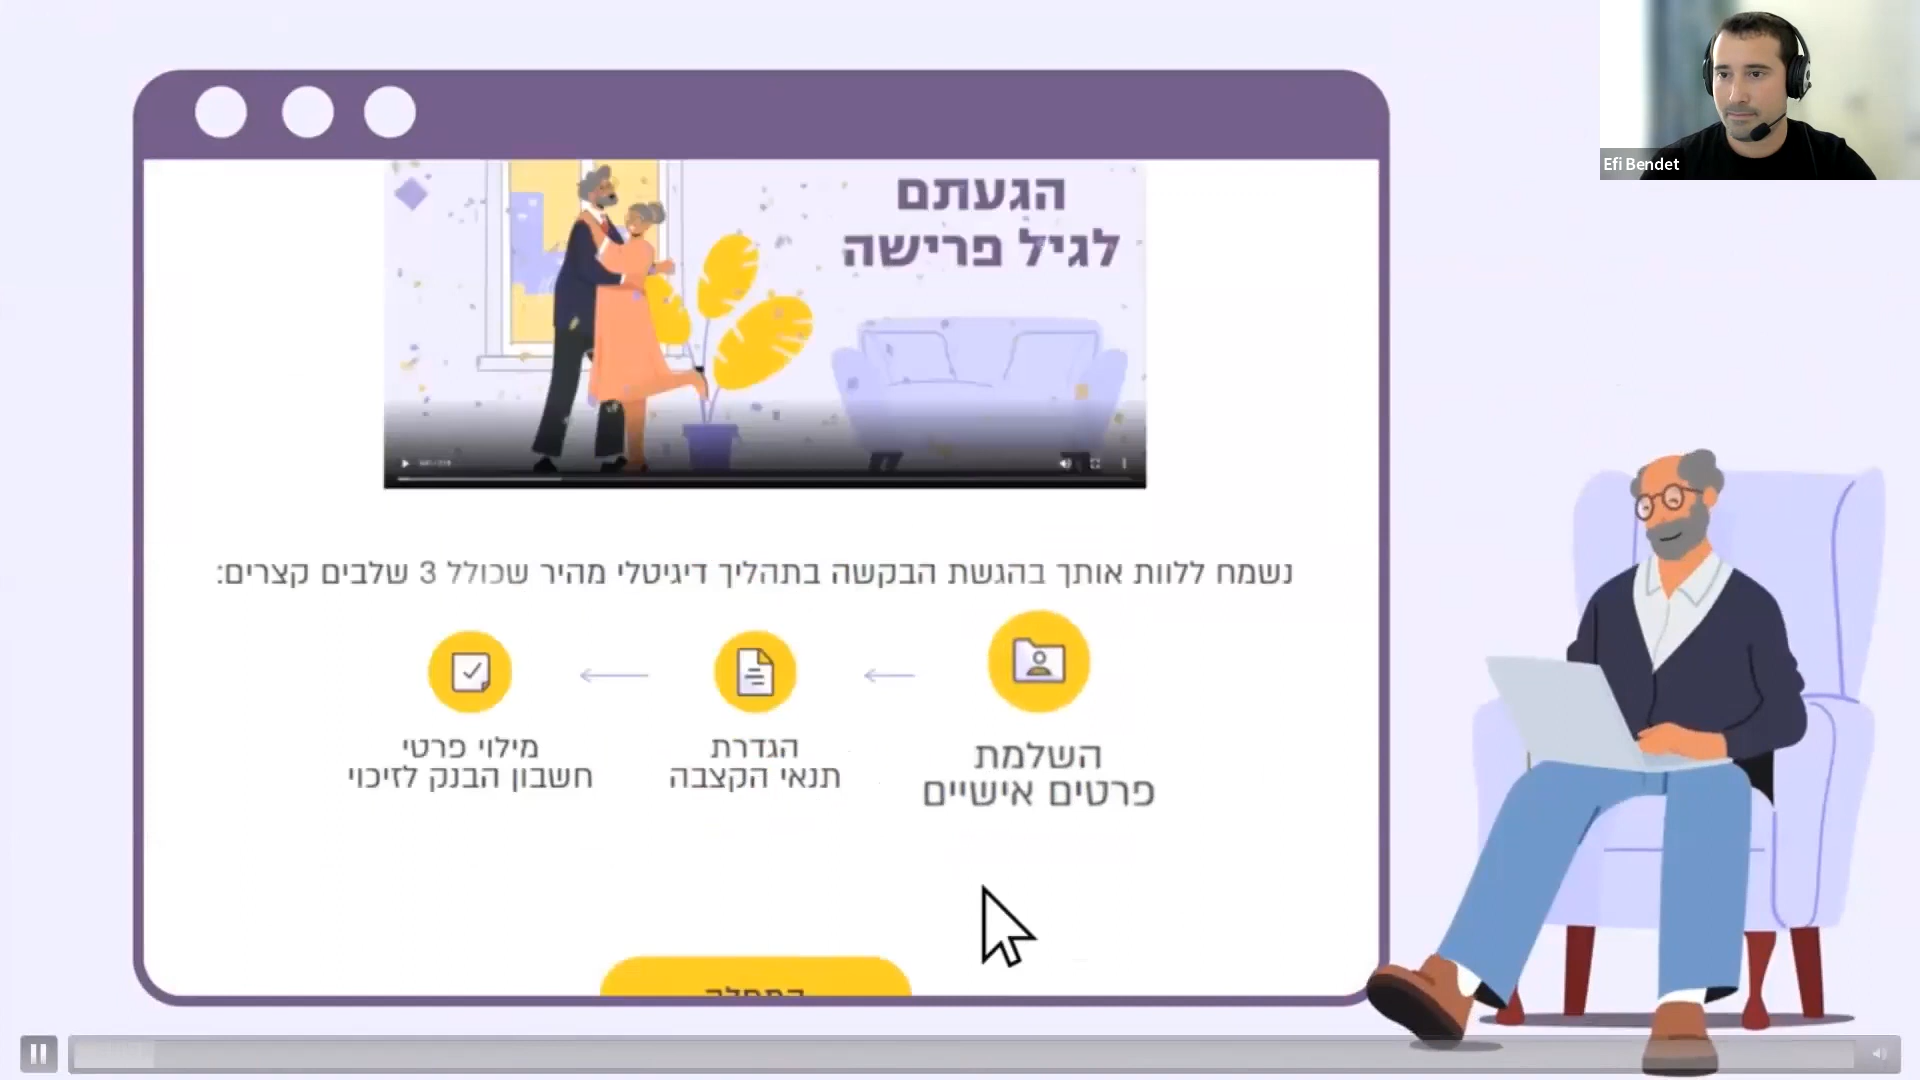 Efi Bendet
הגעתם
לגיל פרישה
נשמח ללוות אותך בהגשת הבקשה בתהליך דיגיטלי מהיר שכולל 3 שלבים קצרים:
השלמת
פרטים אישיים
הגדרת
תנאי הקצבה
מילוי פרטי
חשבון הבנק לזיכוי